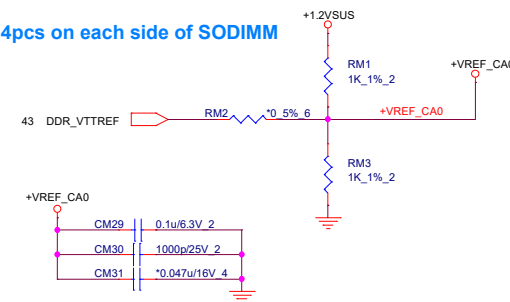 +1.2VSUS
4pcs on each side of SODIMM
RM1
1K_1%_2
+VREF_CA0
43 DDR_VTTREF
RM2
*0_5%_6
+VREF_CA0
RM3
1K_1%_2
+VREF_CA0
CM29 0.1u/6.3V_2
CM30 1000p/25V_2
CM31 *0.047u/16V_4